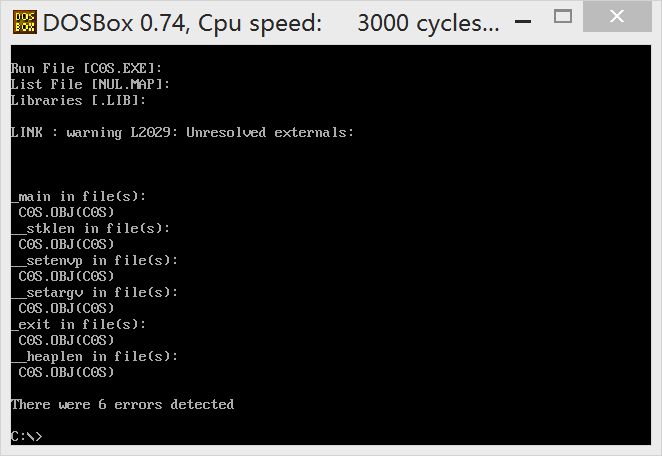 DOS
BOX
DOSBox 0.74, Cpu speed: 3000 cycles...
Run File [C0S.EXE]:
List File [NUL.MAP]:
Libraries [.LIB]:
LINK : warning L2029: Unresolved externals:
_main in file(s):
C0S.OBJ(C0S)
__stklen in file(s):
C0S.OBJ(C0S)
__setenvp in file(s):
C0S.OBJ(C0S)
__setargv in file(s):
C0S.OBJ(C0S)
_exit in file(s):
C0S.OBJ(C0S)
__heaplen in file(s):
C0S.OBJ(C0S)
There were 6 errors detected
C:\>